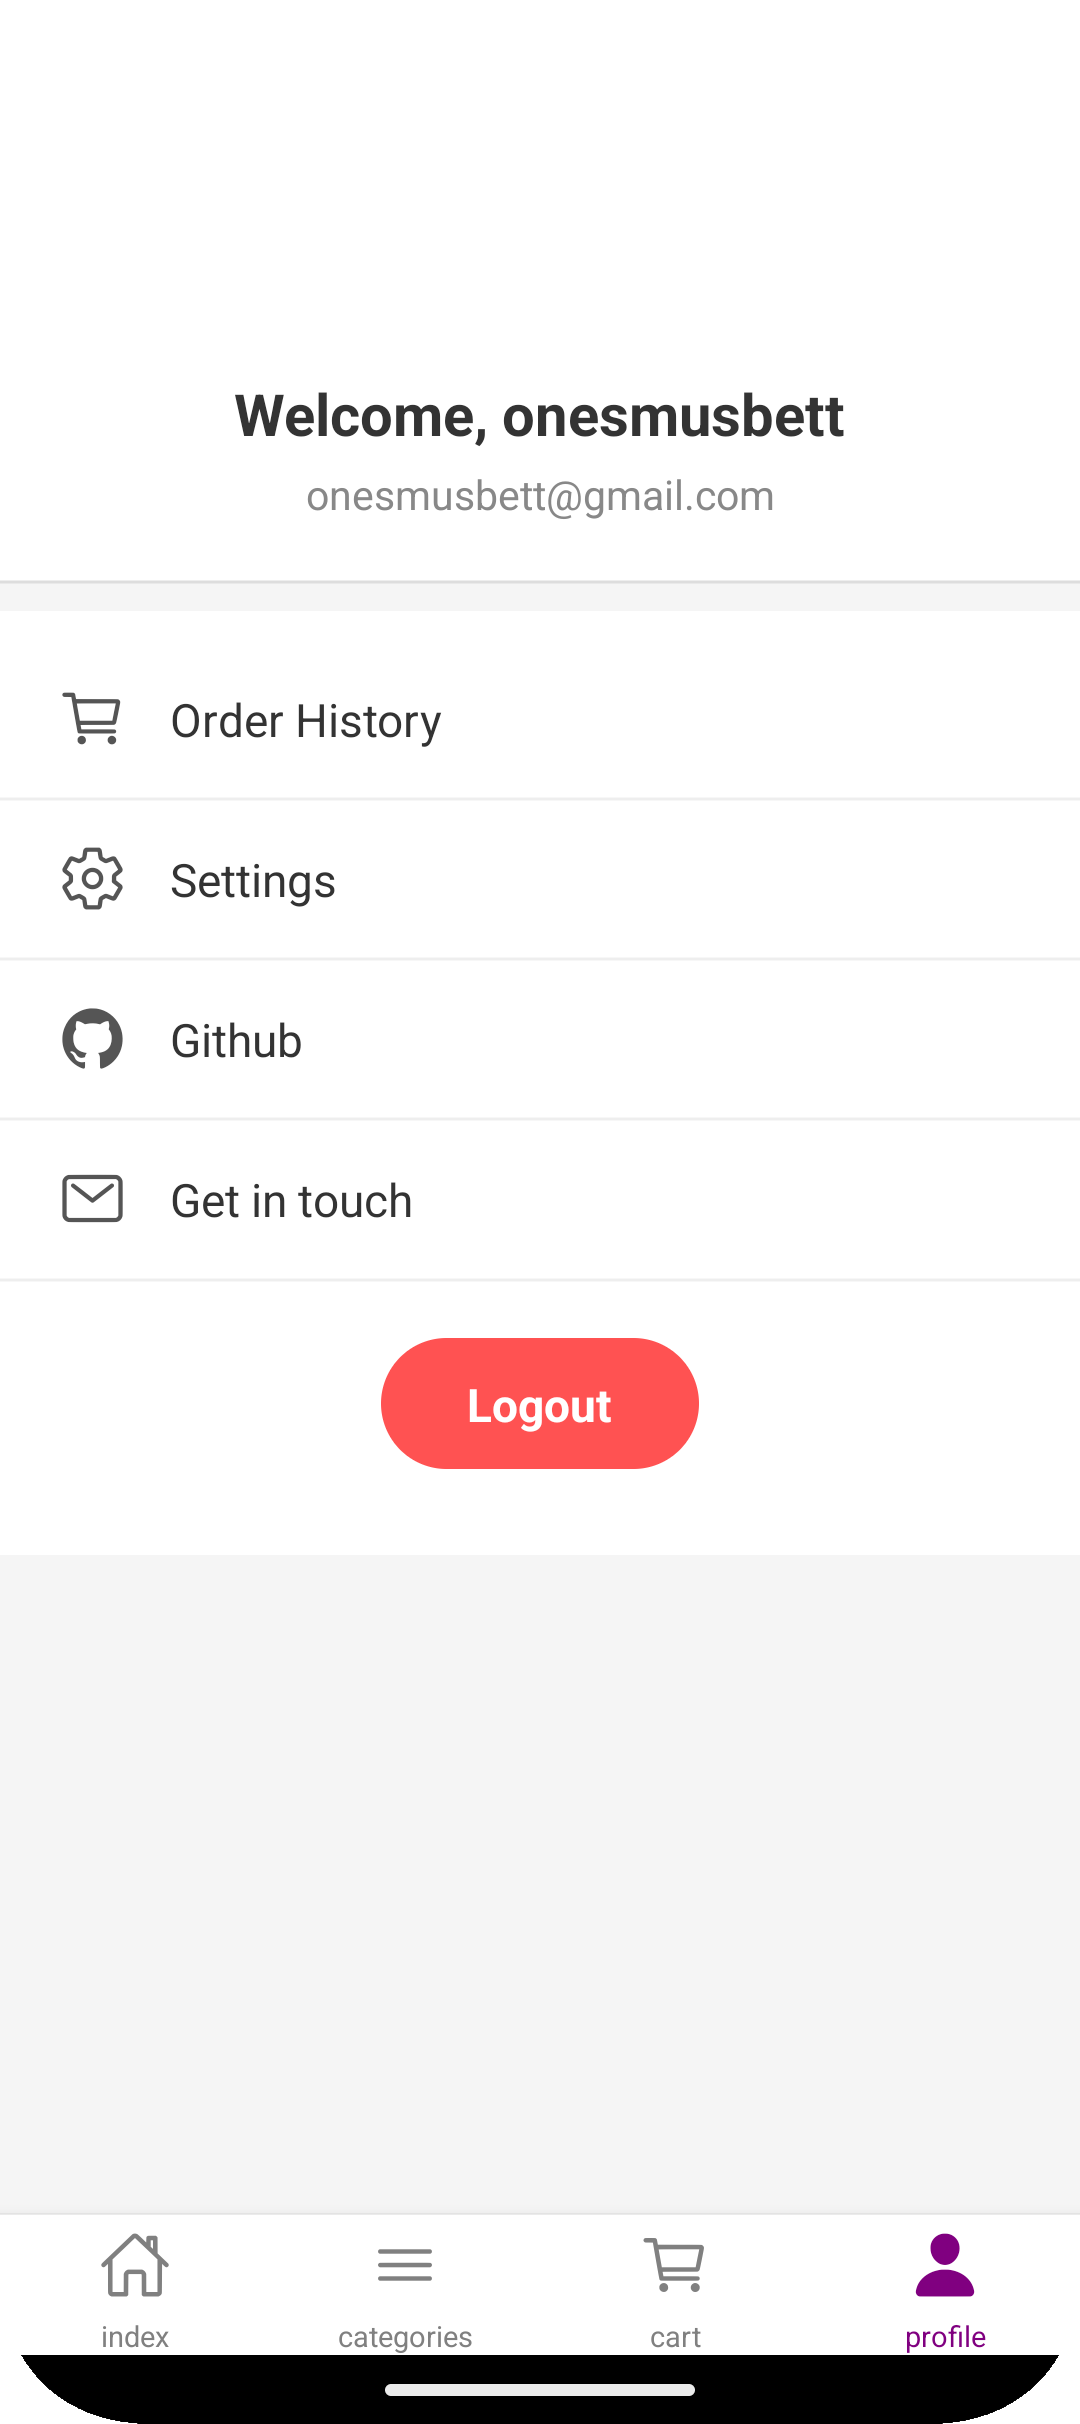 Welcome, onesmusbett
onesmusbett@gmail.com
Order History
Settings
Github
Get in touch
Logout
index
categories
cart
profile